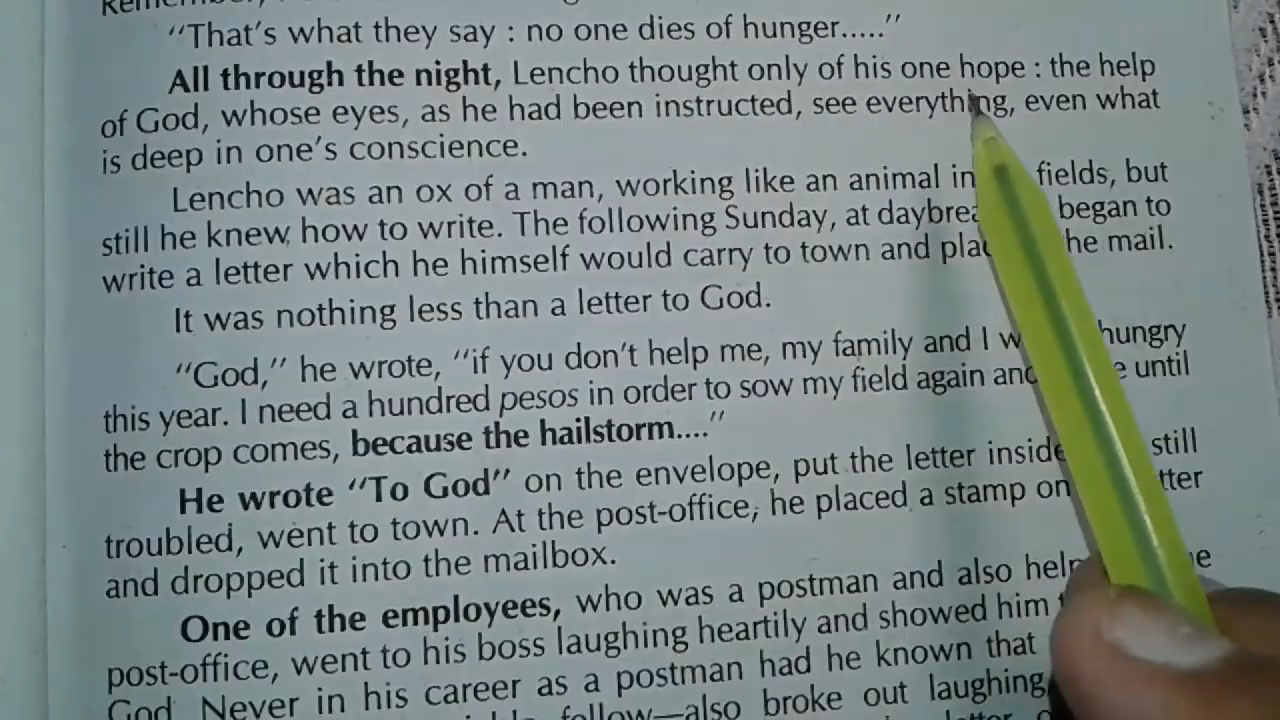 "That's what they say : no one dies of hunger....."
All through the night, Lencho thought only of his one hope : the help
of God, whose eyes, as he had been instructed, see everything, even what
is deep in one's conscience.
Lencho was an ox of a man, working like an animal in fields, but
still he knew how to write. The following Sunday, at began to
write a letter which he himself would carry to town and he mail.
It was nothing less than a letter to God.
"God," he wrote, "if you don't help me, my family and I hungry
this year. I need a hundred pesos in order to sow my field again until
the crop comes, because the hailstorm...."
He wrote "To God" on the envelope, put the letter inside still
troubled, went to town. At the post-office, he placed a stamp on
and dropped it into the mailbox.
One of the employees, who was a postman and also
post-office, went to his boss laughing heartily and showed him
God. Never in his career as a postman had he known that
follow—also broke out laughing,